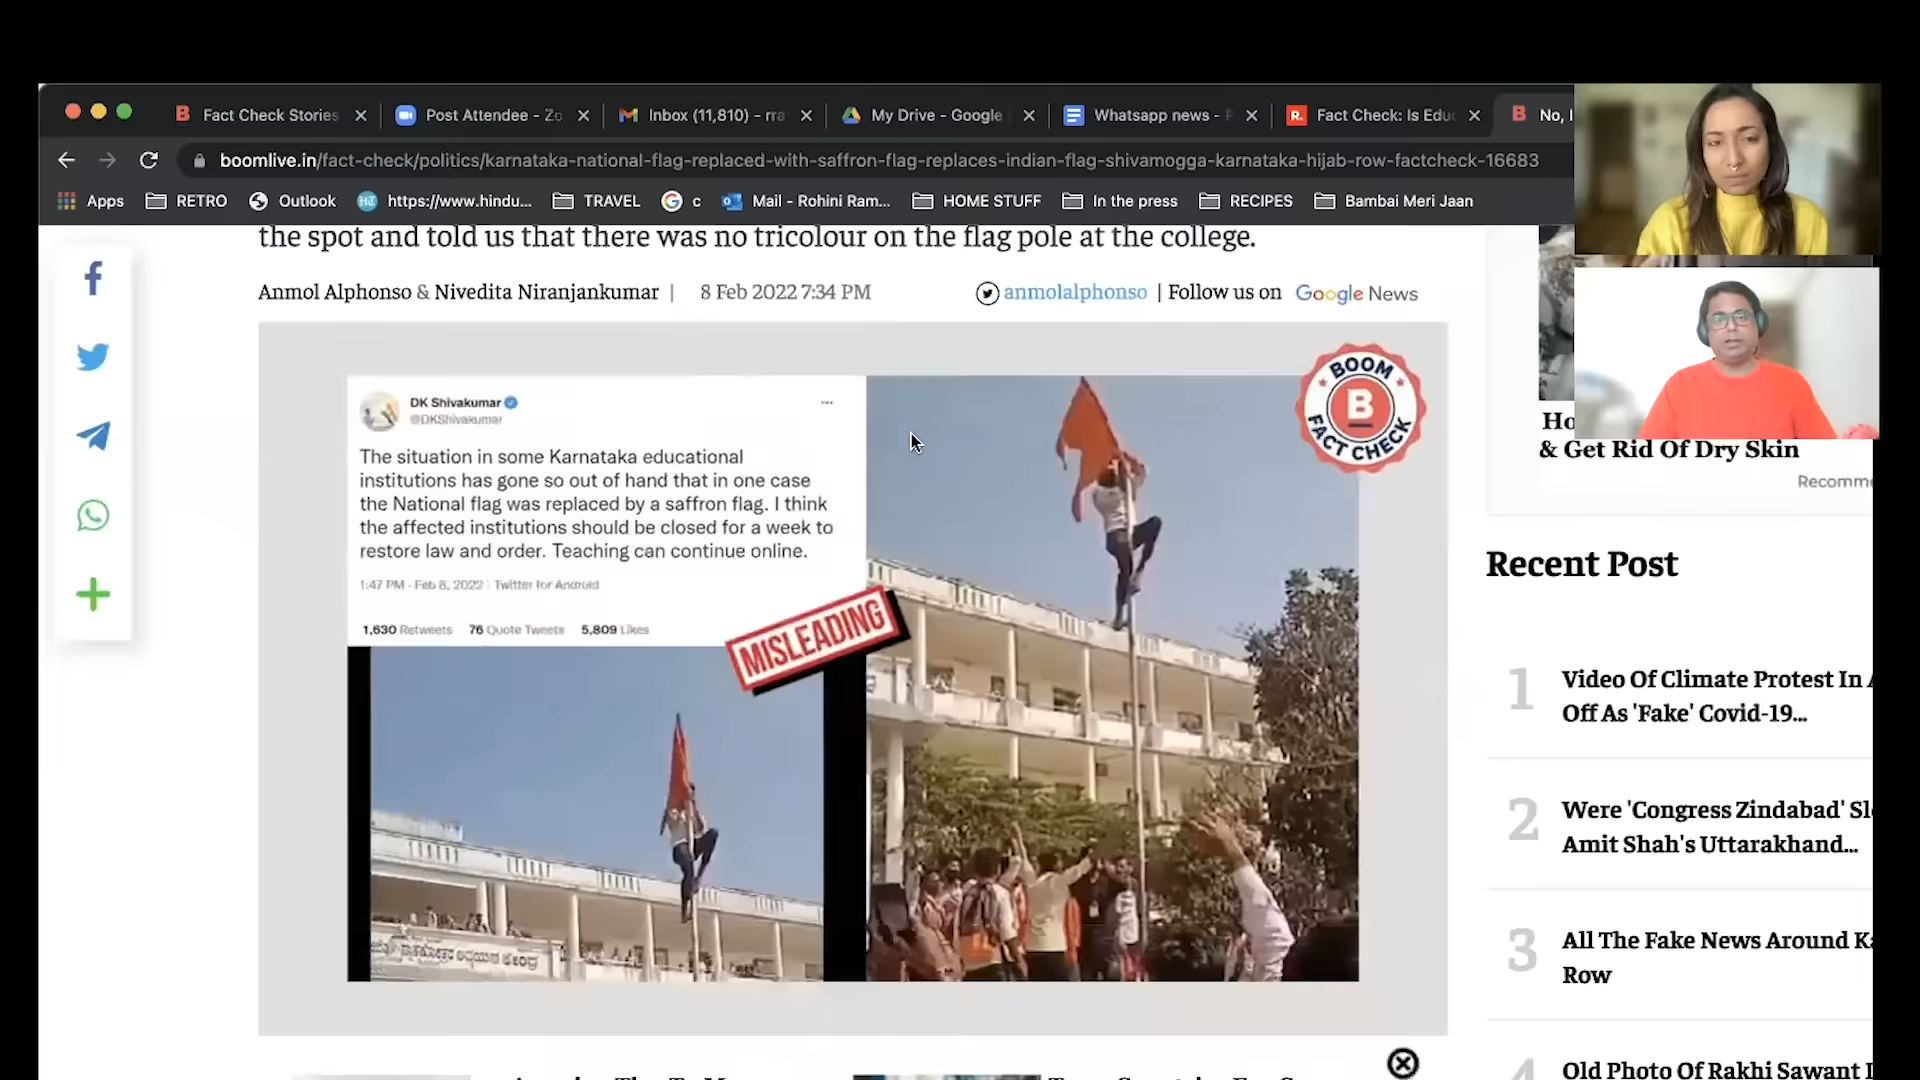 Fact Check Stories
Post Attendee - Zo
Inbox (11,810) – rra
My Drive - Google
Whatsapp news - P
Fact Check: Is Edu
No, I
boomlive.in/fact-check/politics/karnataka-national-flag-replaced-with-saffron-flag-replaces-indian-flag-shivamogga-karnataka-hijab-row-factcheck-16683
Apps
RETRO
Outlook
https://www.hindu...
TRAVEL
c
Mail - Rohini Ram...
HOME STUFF
In the press
RECIPES
Bambai Meri Jaan
the spot and told us that there was no tricolour on the flag pole at the college.
Anmol Alphonso & Nivedita Niranjankumar | 8 Feb 2022 7:34 PM
anmolalphonso | Follow us on Google News
BOOM
B
FACT CHECK
DK Shivakumar
@DKShivakumar
The situation in some Karnataka educational
institutions has gone so out of hand that in one case
the National flag was replaced by a saffron flag. I think
the affected institutions should be closed for a week to
restore law and order. Teaching can continue online.
1:47 PM · Feb 8, 2022 · Twitter for Android
1,630 Retweets 76 Quote Tweets 5,809 Likes
MISLEADING
Ho
& Get Rid Of Dry Skin
Recomme
Recent Post
1
Video Of Climate Protest In
Off As 'Fake' Covid-19...
2
Were 'Congress Zindabad' Sl
Amit Shah's Uttarakhand...
3
All The Fake News Around Ka
Row
4
Old Photo Of Rakhi Sawant